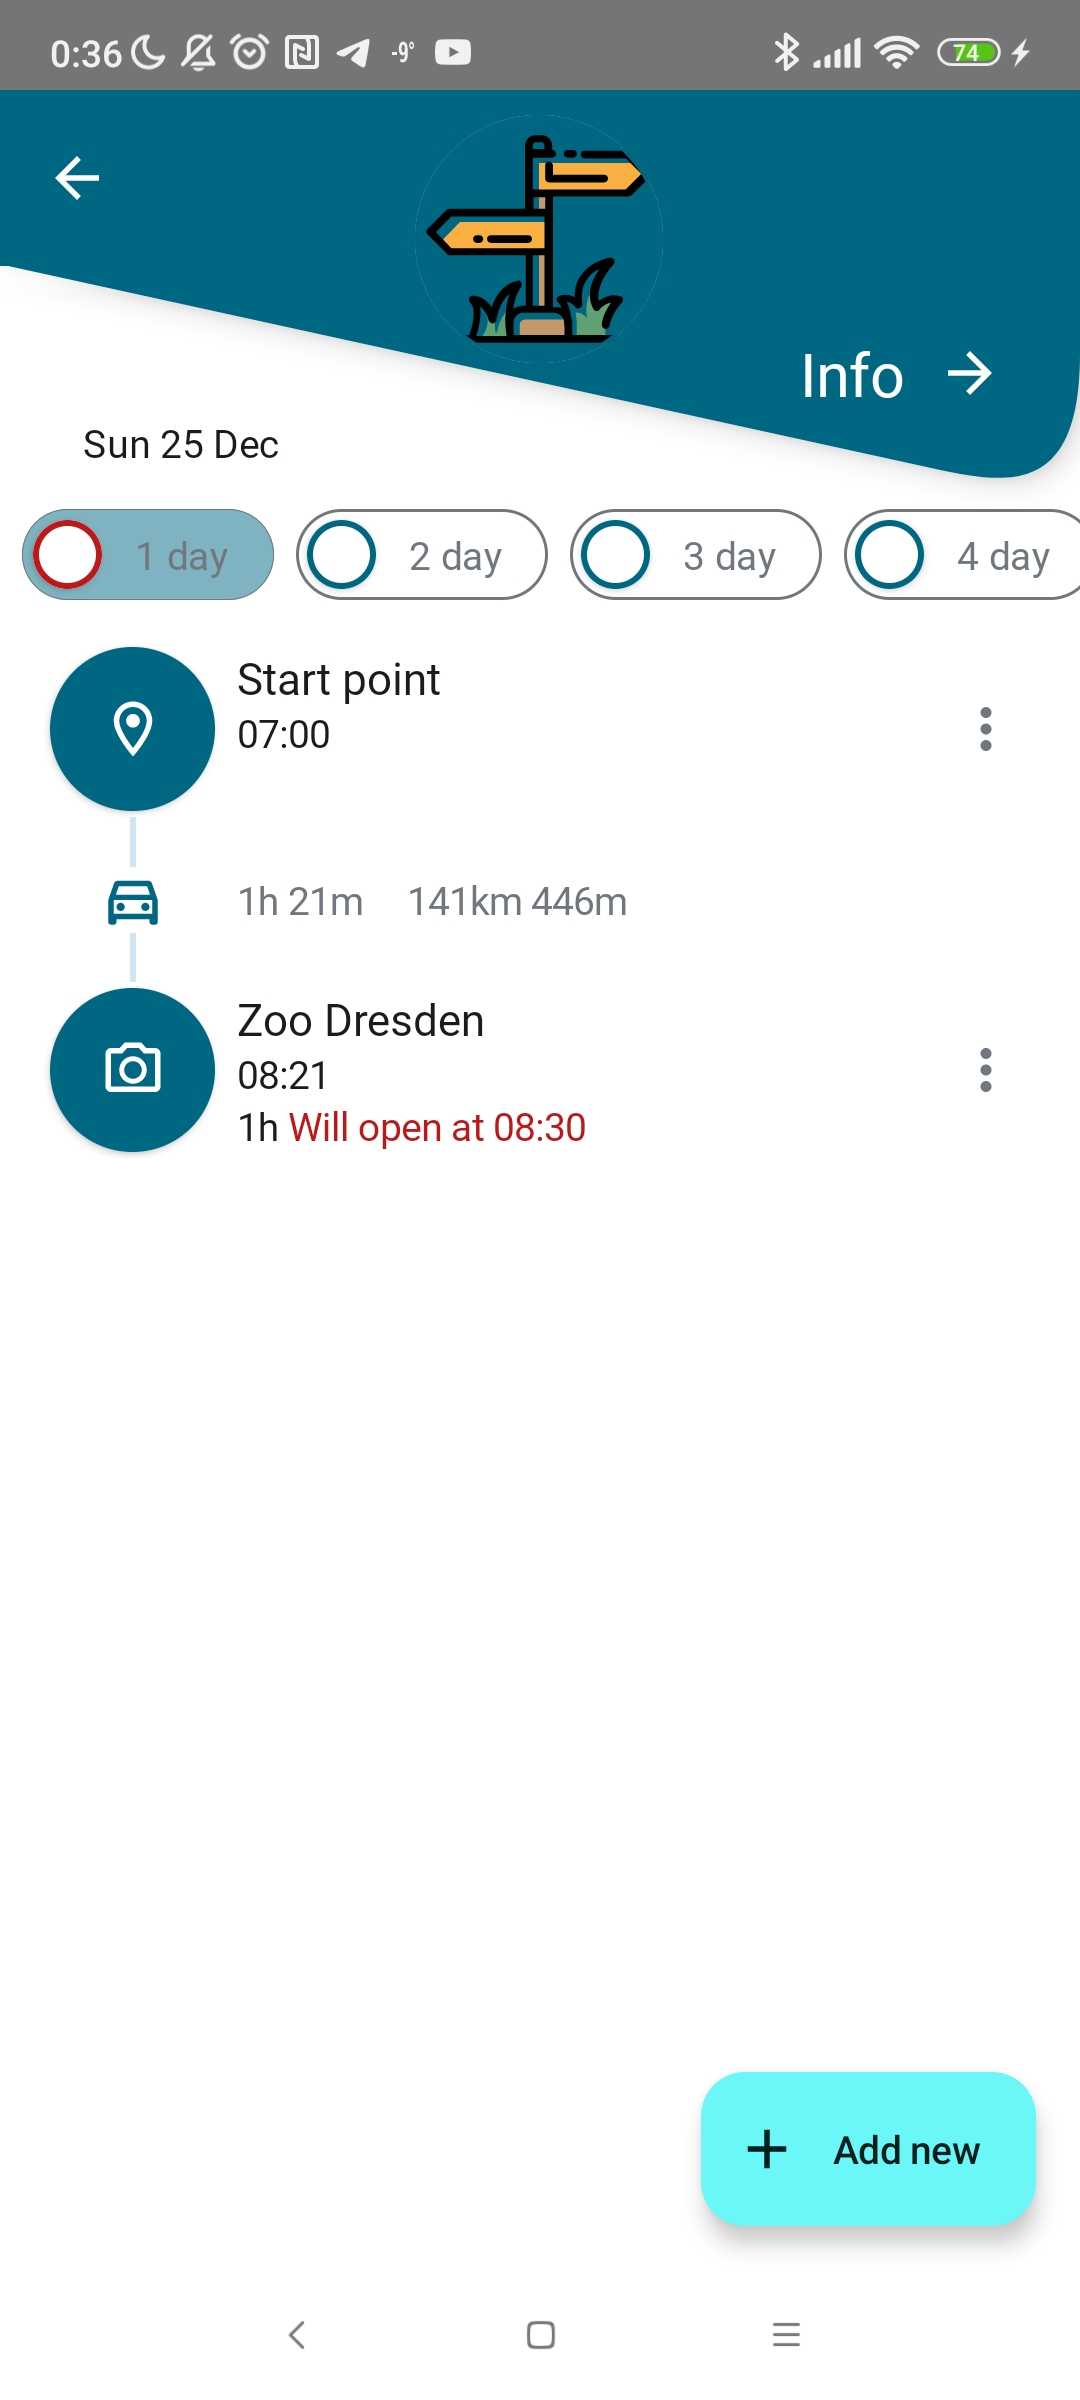 0:36 -9° 74
Info
Sun 25 Dec
1 day 2 day 3 day 4 day
Start point
07:00
1h 21m 141km 446m
Zoo Dresden
08:21
1h Will open at 08:30
Add new